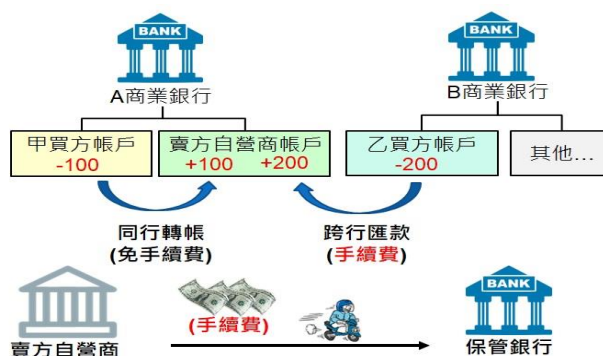 BANK
BANK
A商業銀行
B商業銀行
甲買方帳戶
-100
賣方自營商帳戶
+100 +200
乙買方帳戶
-200
其他...
同行轉帳
(免手續費)
跨行匯款
(手續費)
(手續費)
BANK
賣方自營商
保管銀行